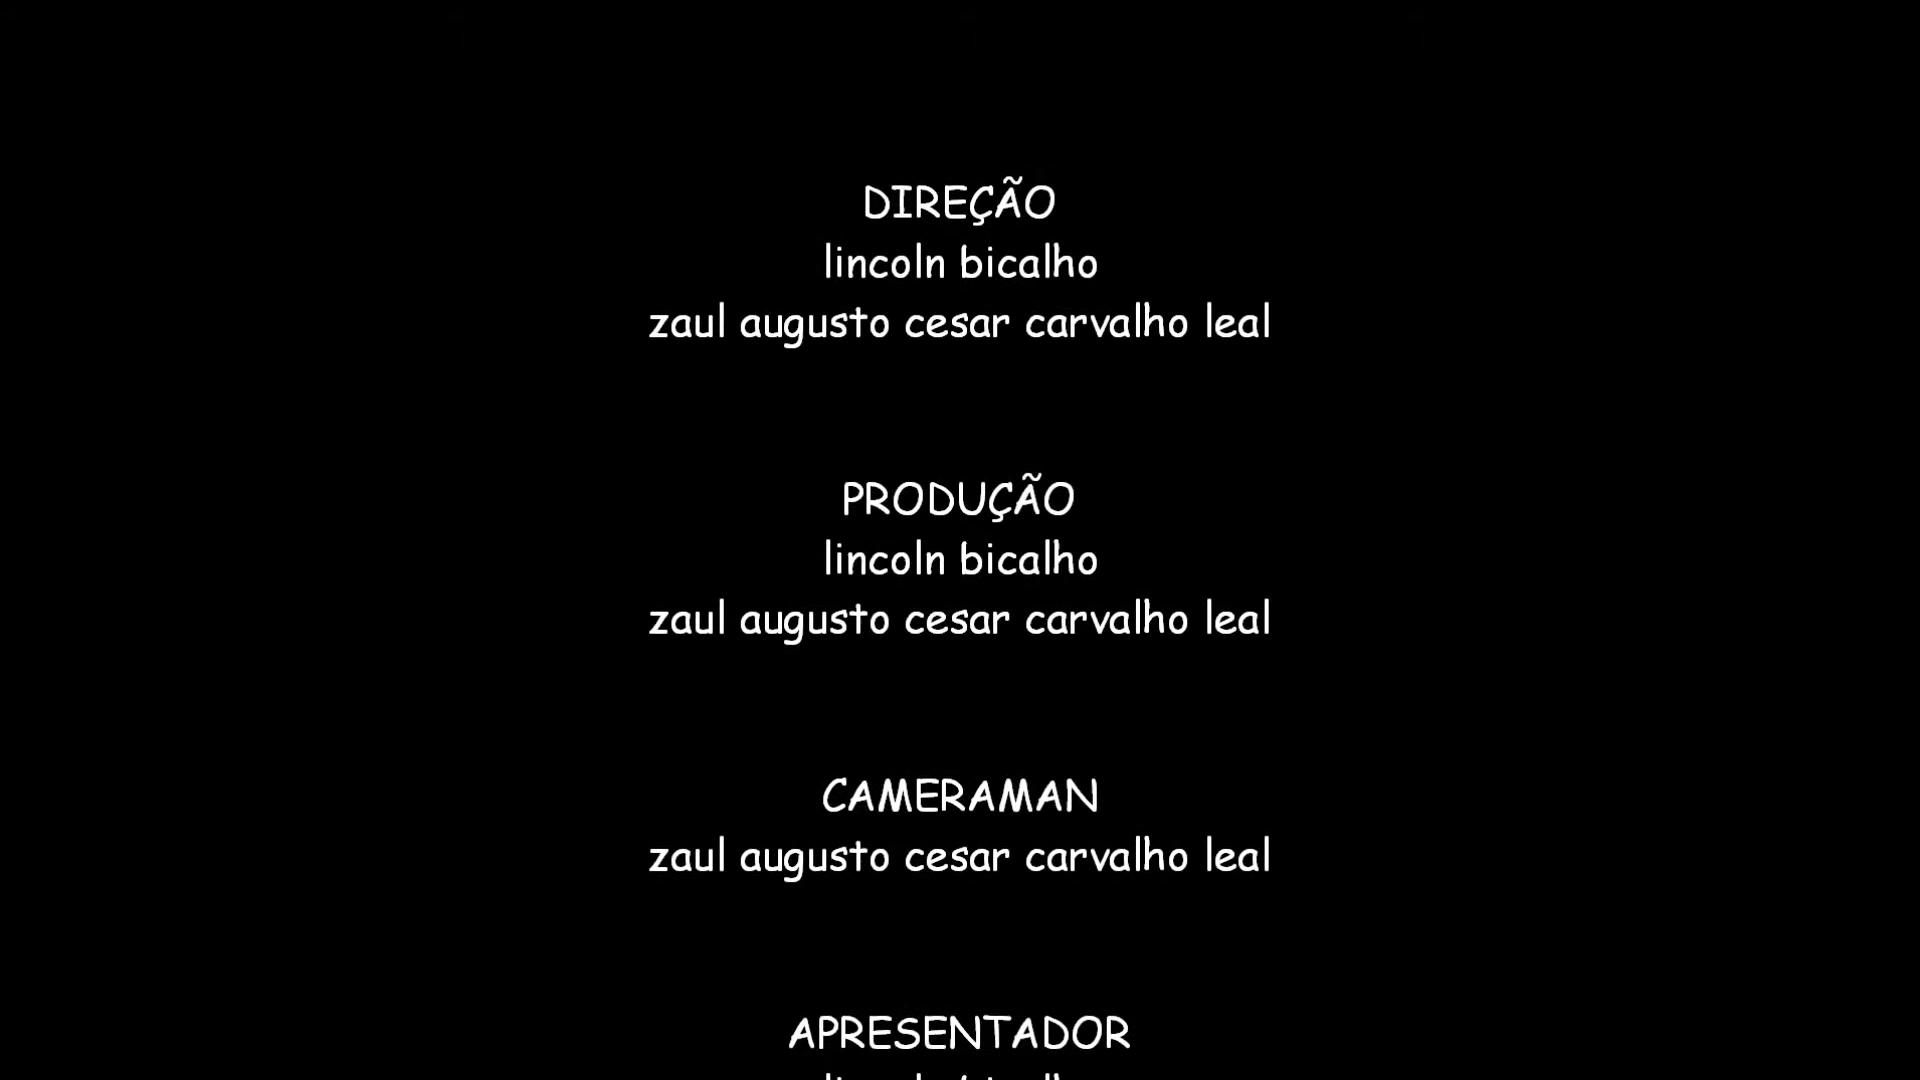 DIREÇÃO
lincoln bicalho
zaul augusto cesar carvalho leal
PRODUÇÃO
lincoln bicalho
zaul augusto cesar carvalho leal
CAMERAMAN
zaul augusto cesar carvalho leal
APRESENTADOR